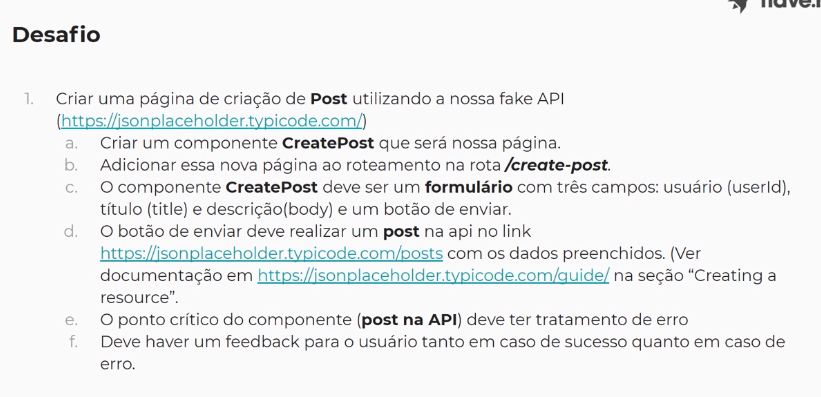 Desafio
1. Criar uma página de criação de Post utilizando a nossa fake API
(https://jsonplaceholder.typicode.com/)
a. Criar um componente CreatePost que será nossa página.
b. Adicionar essa nova página ao roteamento na rota /create-post.
c. O componente CreatePost deve ser um formulário com três campos: usuário (userId),
título (title) e descrição(body) e um botão de enviar.
d. O botão de enviar deve realizar um post na api no link
https://jsonplaceholder.typicode.com/posts com os dados preenchidos. (Ver
documentação em https://jsonplaceholder.typicode.com/guide/ na seção “Creating a
resource”.
e. O ponto crítico do componente (post na API) deve ter tratamento de erro
f. Deve haver um feedback para o usuário tanto em caso de sucesso quanto em caso de
erro.